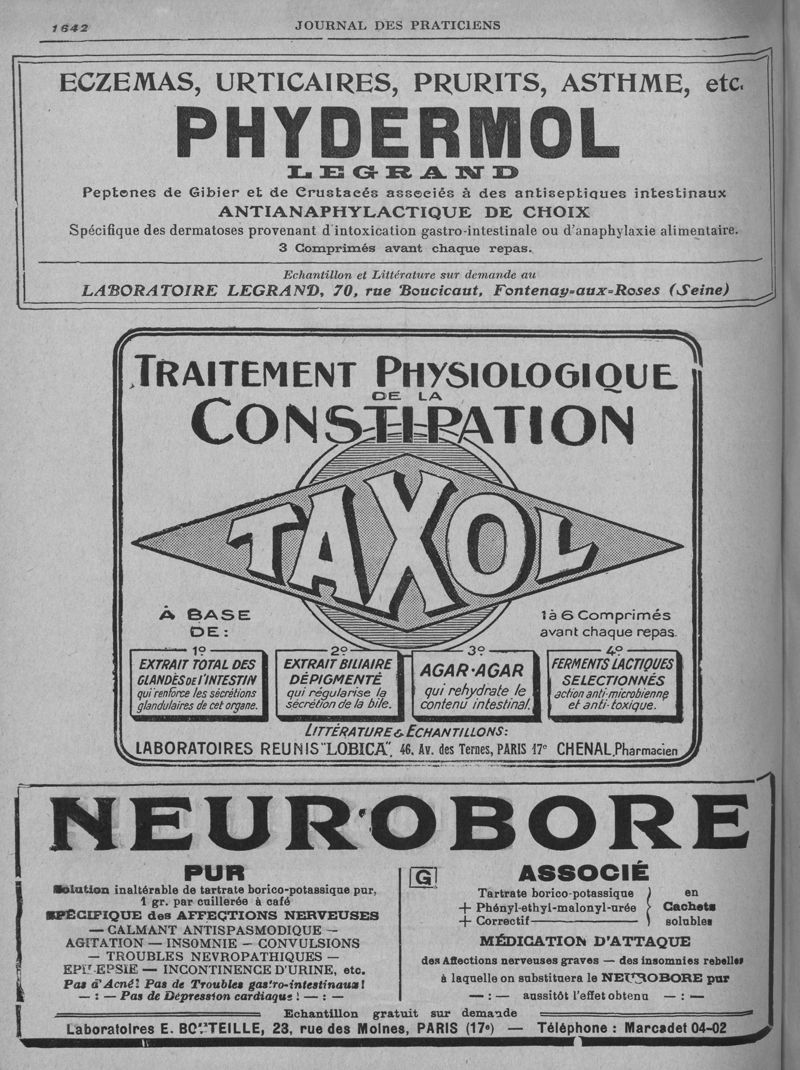 1642
JOURNAL DES PRATICIENS
ECZEMAS, URTICAIRES, PRURITS, ASTHME, etc.
PHYDERMOL
LEGRAND
Peptones de Gibier et de Crustacés associés à des antiseptiques intestinaux
ANTIANAPHYLACTIQUE DE CHOIX
Spécifique des dermatoses provenant d'intoxication gastro-intestinale ou d'anaphylaxie alimentaire.
3 Comprimés avant chaque repas.
Echantillon et Littérature sur demande au
LABORATOIRE LEGRAND, 70, rue Boucicaut, Fontenay-aux-Roses (Seine)
TRAITEMENT PHYSIOLOGIQUE
DE LA
CONSTIPATION
TAXOL
À BASE
DE:
1 à 6 Comprimés
avant chaque repas.
1º
EXTRAIT TOTAL DES
GLANDES DE L'INTESTIN
qui renforce les sécrétions
glandulaires de cet organe.
2º
EXTRAIT BILIAIRE
DÉPIGMENTÉ
qui régularise la
sécrétion de la bile.
3º
AGAR-AGAR
qui rehydrate le
contenu intestinal.
4º
FERMENTS LACTIQUES
SELECTIONNÉS
action anti-microbienne
et anti-toxique.
LITTÉRATURE & ECHANTILLONS:
LABORATOIRES REUNIS "LOBICA", 46, Av. des Ternes, PARIS 17e CHENAL, Pharmacien
NEUROBORE
PUR
Solution inaltérable de tartrate borico-potassique pur,
1 gr. par cuillerée à café
SPÉCIFIQUE des AFFECTIONS NERVEUSES
— CALMANT ANTISPASMODIQUE —
AGITATION — INSOMNIE — CONVULSIONS
— TROUBLES NEVROPATHIQUES —
EPILEPSIE — INCONTINENCE D'URINE, etc.
Pas d'Acné! Pas de Troubles gastro-intestinaux!
— : — Pas de Dépression cardiaque! — : —
G
ASSOCIÉ
Tartrate borico-potassique en
+ Phényl-ethyl-malonyl-urée Cachets
+ Correctif solubles
MÉDICATION D'ATTAQUE
des Affections nerveuses graves — des insomnies rebelles
à laquelle on substituera le NEUROBORE pur
— : — aussitôt l'effet obtenu — : —
Echantillon gratuit sur demande
Laboratoires E. BOUTEILLE, 23, rue des Moines, PARIS (17e) — Téléphone : Marcadet 04-02